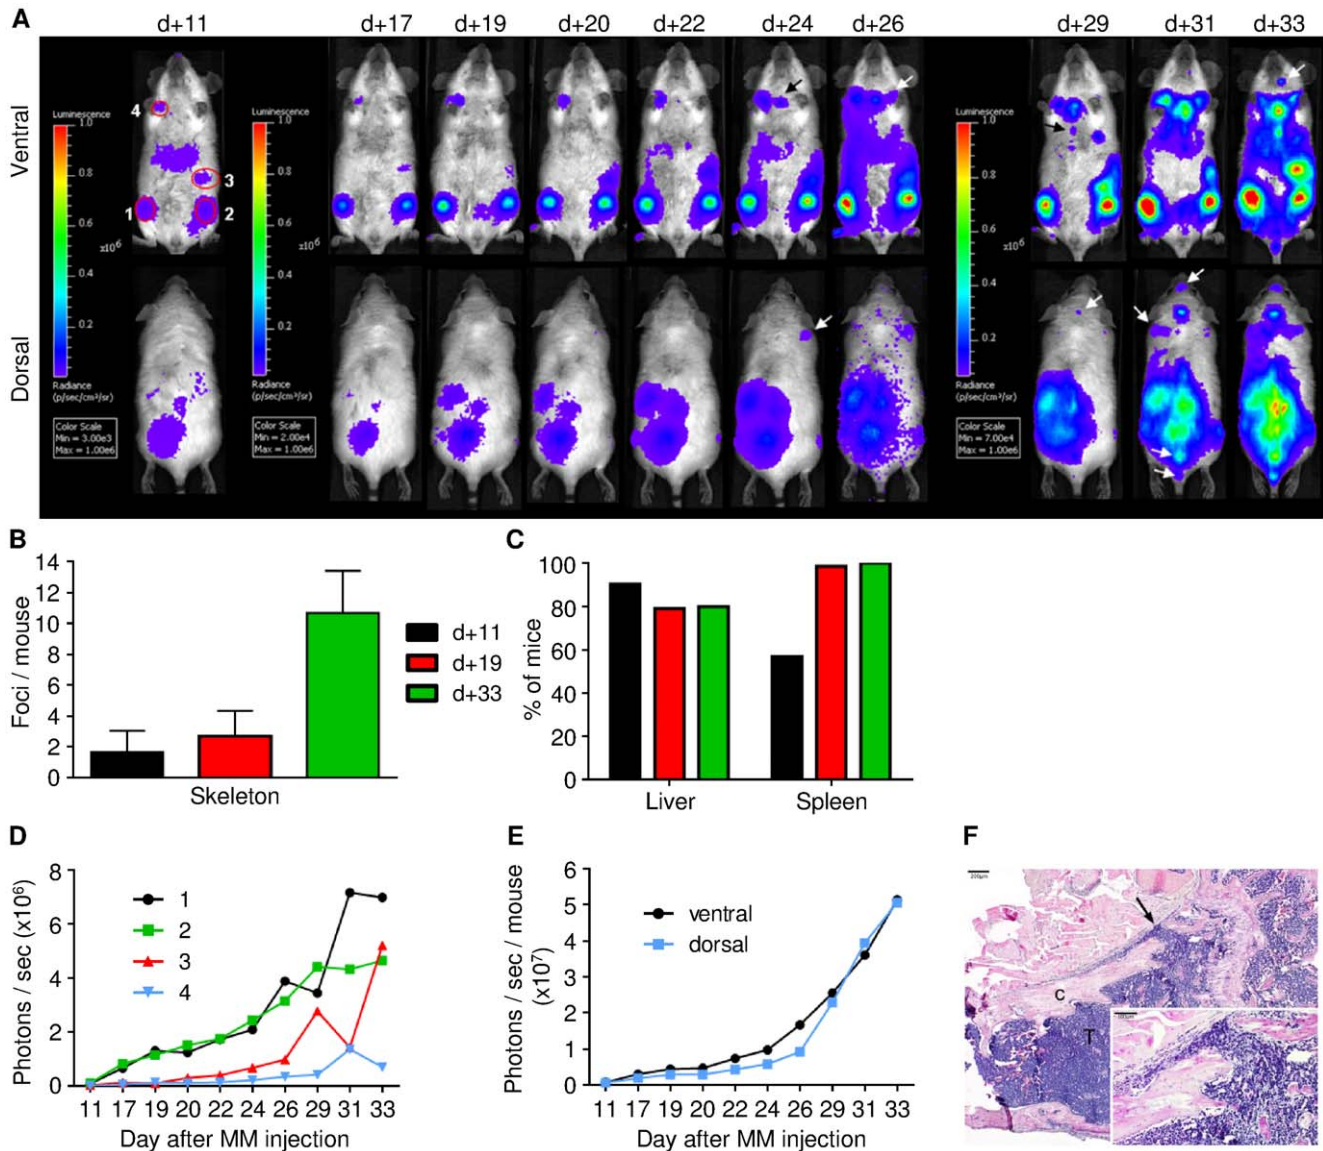 A
d+11 d+17 d+19 d+20 d+22 d+24 d+26 d+29 d+31 d+33
Ventral
Dorsal
4
3
1
2
Luminescence
1.0
0.8
0.6
x10⁶
0.4
0.2
Radiance
(p/sec/cm²/sr)
Color Scale
Min = 3.00e3
Max = 1.00e6
Luminescence
1.0
0.8
0.6
x10⁶
0.4
0.2
Radiance
(p/sec/cm²/sr)
Color Scale
Min = 2.00e4
Max = 1.00e6
Luminescence
1.0
0.8
0.6
x10⁶
0.4
0.2
Radiance
(p/sec/cm²/sr)
Color Scale
Min = 7.00e4
Max = 1.00e6
B
Foci / mouse
14
12
10
8
6
4
2
0
Skeleton
d+11
d+19
d+33
C
% of mice
100
80
60
40
20
0
Liver Spleen
D
Photons / sec (x10⁶)
8
6
4
2
0
1
2
3
4
11 17 19 20 22 24 26 29 31 33
Day after MM injection
E
Photons / sec / mouse
(x10⁷)
6
5
4
3
2
1
0
ventral
dorsal
11 17 19 20 22 24 26 29 31 33
Day after MM injection
F
200µm
C
T